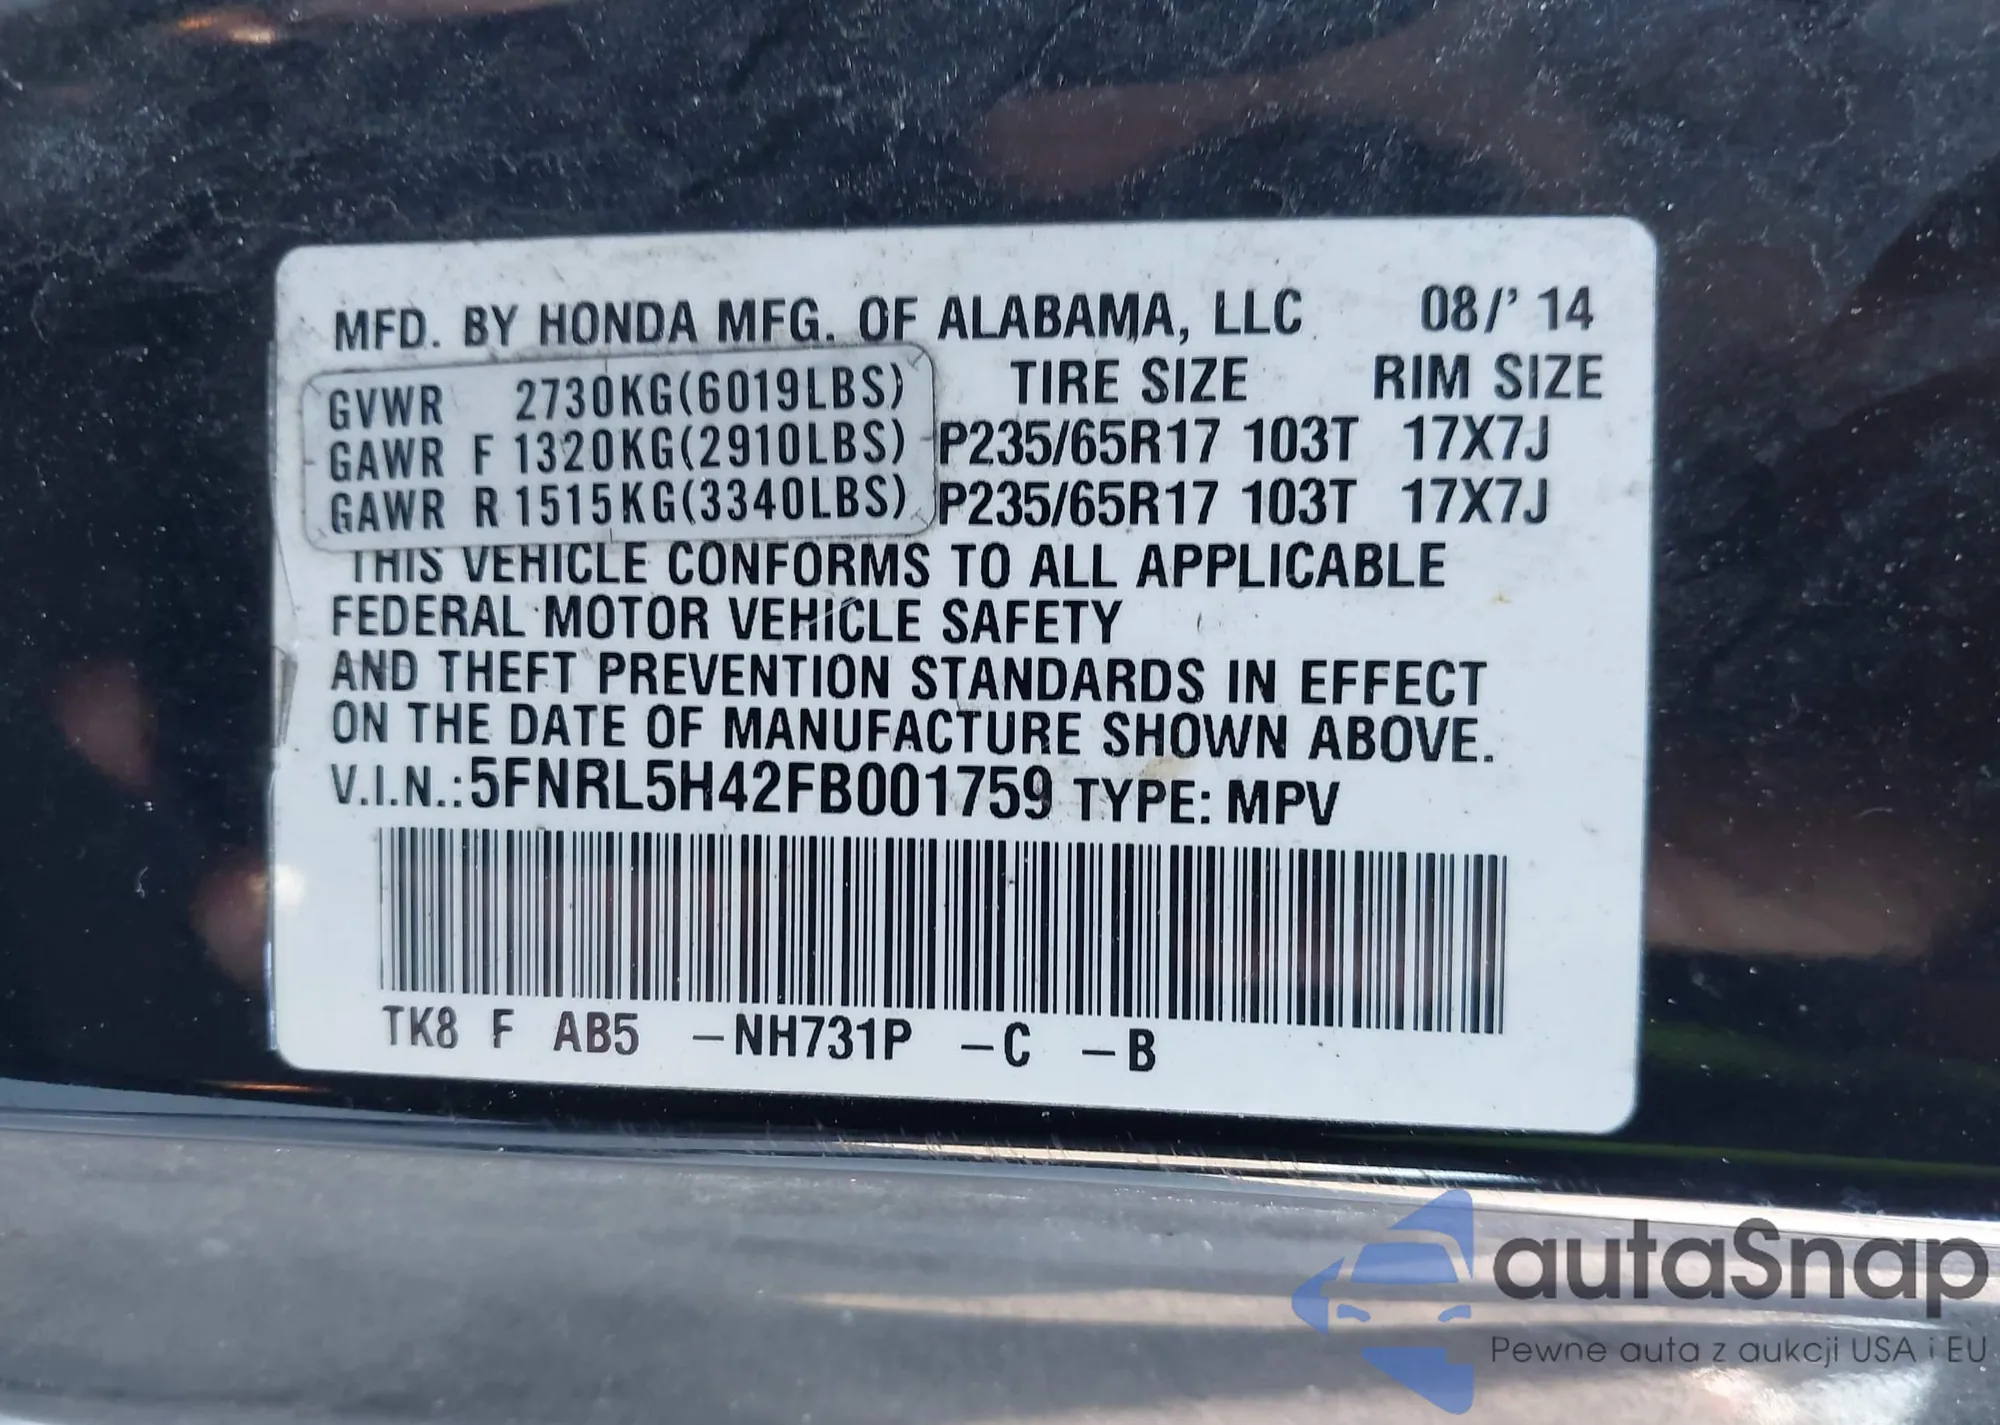 MFD. BY HONDA MFG. OF ALABAMA, LLC 08/' 14
TIRE SIZE RIM SIZE
GVWR 2730KG(6019LBS)
GAWR F 1320KG(2910LBS) P235/65R17 103T 17X7J
GAWR R 1515KG(3340LBS) P235/65R17 103T 17X7J
THIS VEHICLE CONFORMS TO ALL APPLICABLE
FEDERAL MOTOR VEHICLE SAFETY
AND THEFT PREVENTION STANDARDS IN EFFECT
ON THE DATE OF MANUFACTURE SHOWN ABOVE.
V.I.N.:5FNRL5H42FB001759 TYPE: MPV
TK8 F AB5 -NH731P -C -B
autaSnap
Pewne auta z aukcji USA i EU